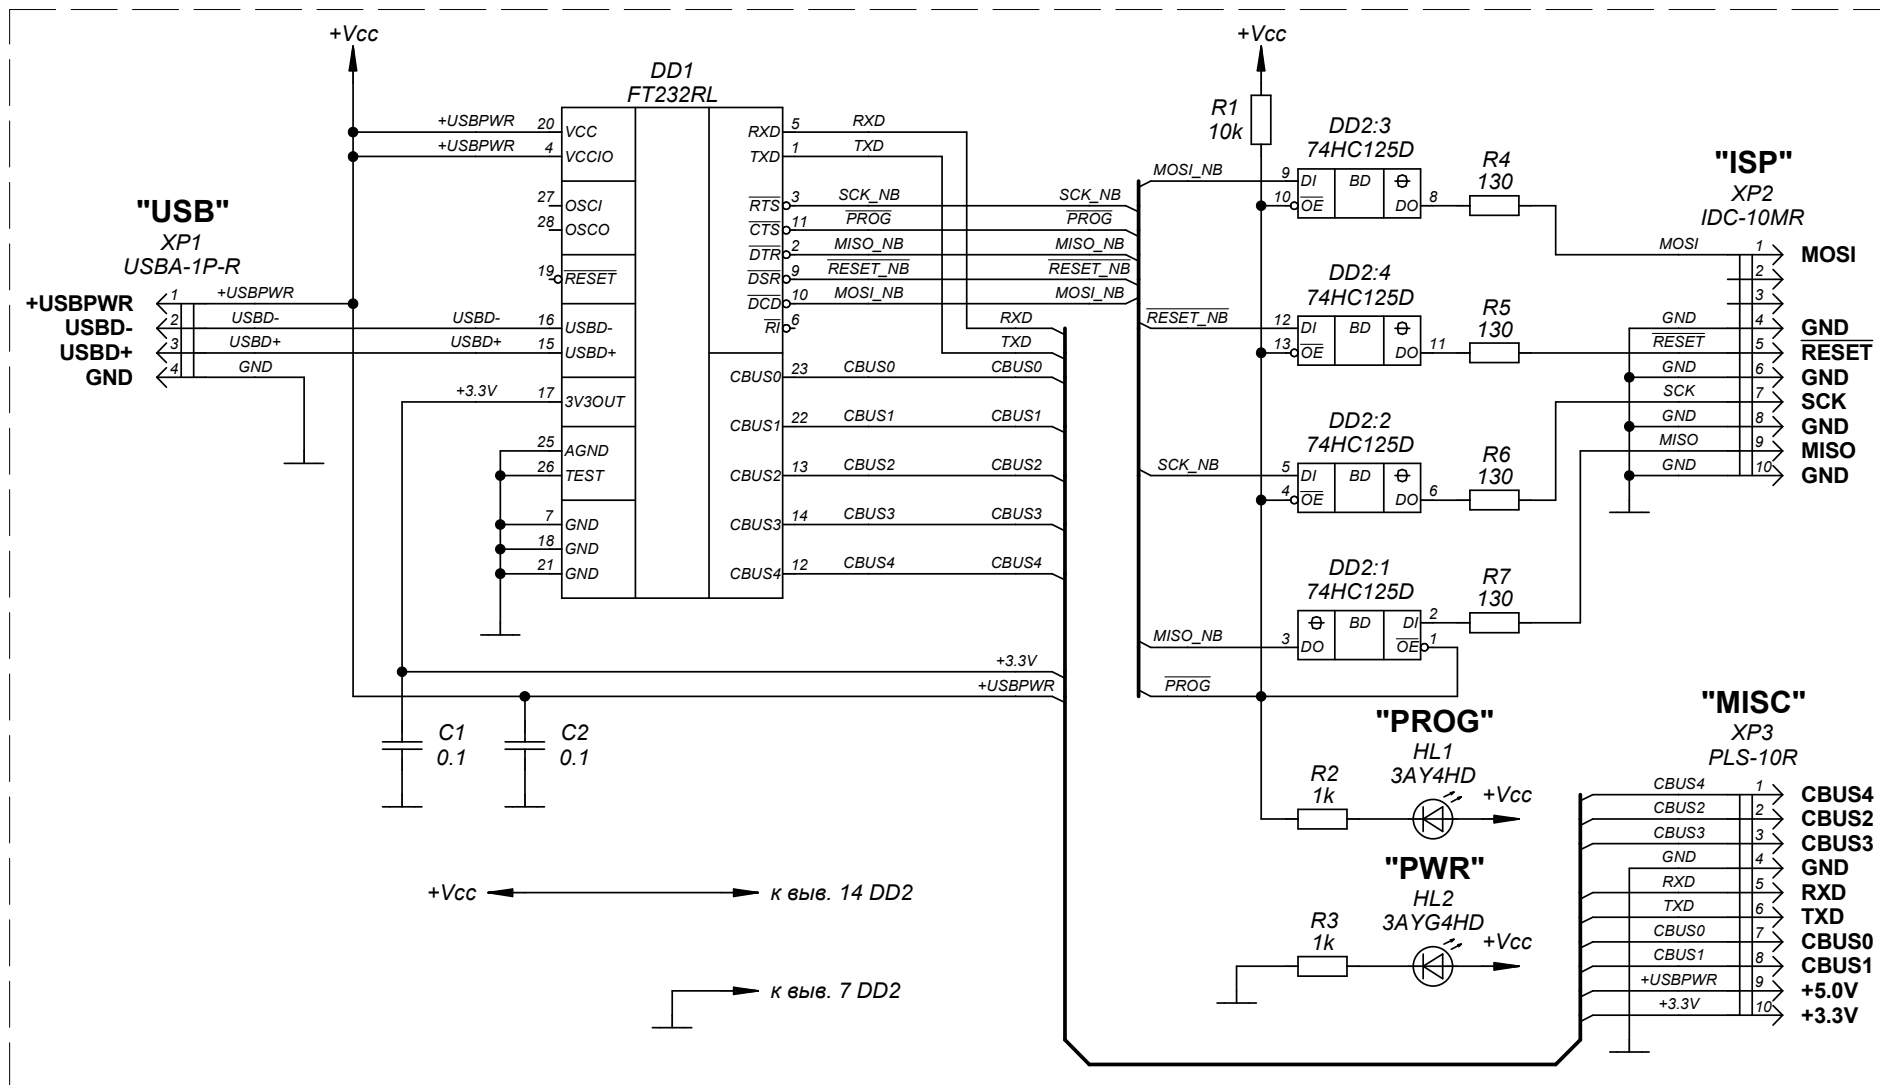 +Vcc
+Vcc
DD1
FT232RL
+USBPWR 20 VCC
+USBPWR 4 VCCIO
27 OSCI
28 OSCO
19 RESET
USBD- 16 USBD-
USBD+ 15 USBD+
+3.3V 17 3V3OUT
25 AGND
26 TEST
7 GND
18 GND
21 GND
RXD 5 RXD
TXD 1 TXD
RTS 3 SCK_NB SCK_NB
CTS 11 PROG PROG
DTR 2 MISO_NB MISO_NB
DSR 9 RESET_NB RESET_NB
DCD 10 MOSI_NB MOSI_NB
RI 6
RXD
TXD
CBUS0 23 CBUS0 CBUS0
CBUS1 22 CBUS1 CBUS1
CBUS2 13 CBUS2 CBUS2
CBUS3 14 CBUS3 CBUS3
CBUS4 12 CBUS4 CBUS4
+3.3V
+USBPWR
"USB"
XP1
USBA-1P-R
+USBPWR 1 +USBPWR
USBD- 2 USBD-
USBD+ 3 USBD+
GND 4 GND
C1
0.1
C2
0.1
+Vcc к выв. 14 DD2
к выв. 7 DD2
R1
10k
DD2:3
74HC125D
MOSI_NB 9 DI BD
10 OE DO 8
R4
130
DD2:4
74HC125D
RESET_NB 12 DI BD
13 OE DO 11
R5
130
DD2:2
74HC125D
SCK_NB 5 DI BD
4 OE DO 6
R6
130
DD2:1
74HC125D
BD DI 2
MISO_NB 3 DO OE 1
R7
130
PROG
"PROG"
HL1
3AY4HD
R2
1k
+Vcc
"PWR"
HL2
3AYG4HD
R3
1k
+Vcc
"ISP"
XP2
IDC-10MR
MOSI 1 MOSI
2
3
GND 4 GND
RESET 5 RESET
GND 6 GND
SCK 7 SCK
GND 8 GND
MISO 9 MISO
GND 10 GND
"MISC"
XP3
PLS-10R
CBUS4 1 CBUS4
CBUS2 2 CBUS2
CBUS3 3 CBUS3
GND 4 GND
RXD 5 RXD
TXD 6 TXD
CBUS0 7 CBUS0
CBUS1 8 CBUS1
+USBPWR 9 +5.0V
+3.3V 10 +3.3V